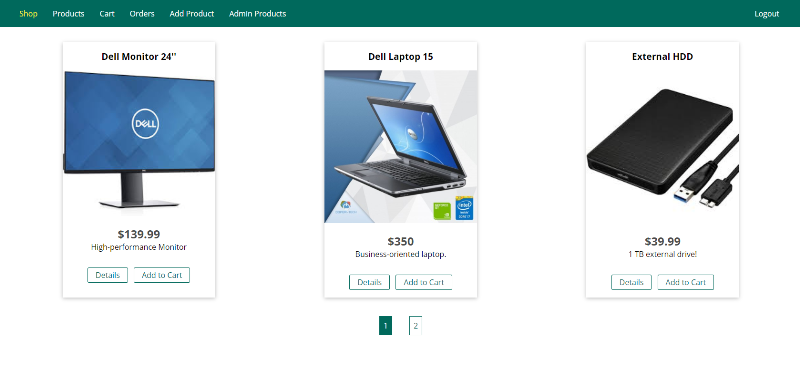 Shop Products Cart Orders Add Product Admin Products Logout
Dell Monitor 24''
DELL
$139.99
High-performance Monitor
Details Add to Cart
Dell Laptop 15
intel
$350
Business-oriented laptop.
Details Add to Cart
External HDD
$39.99
1 TB external drive!
Details Add to Cart
1 2